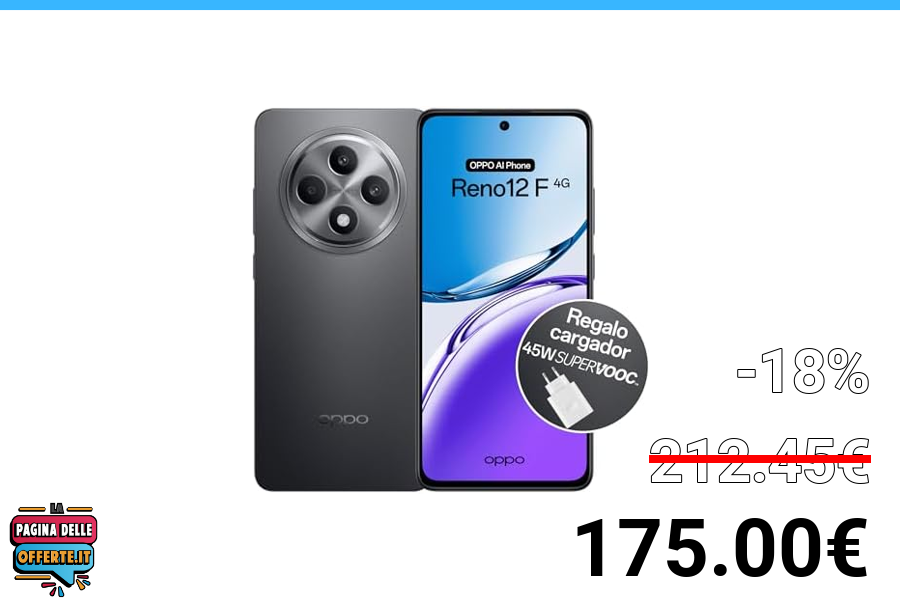 OPPO AI Phone
Reno12 F 4G
Regalo
cargador
45W SUPERVOOC™
oppo
oppo
-18%
212.45€
175.00€
LA
PAGINA DELLE
OFFERTE.IT